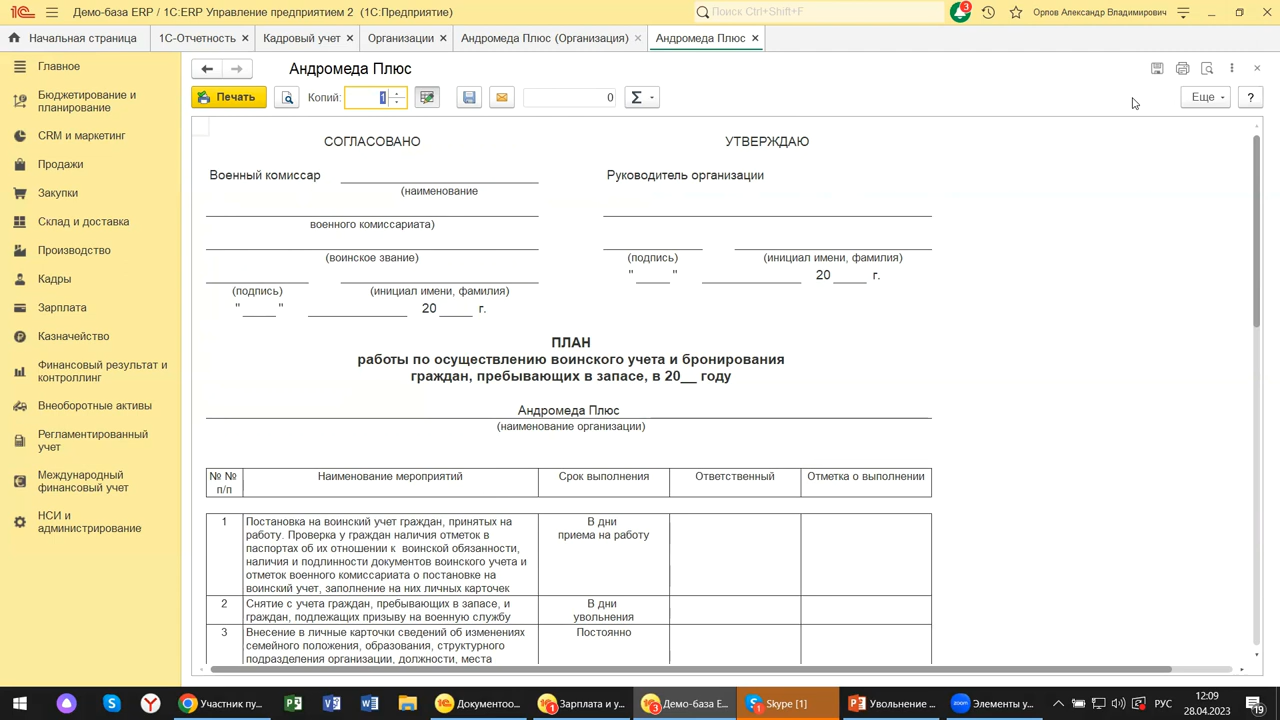 Демо-база ERP / 1С:ERP Управление предприятием 2 (1С:Предприятие)
Поиск Ctrl+Shift+F
3
Орлов Александр Владимирович
Начальная страница
1С-Отчетность
Кадровый учет
Организации
Андромеда Плюс (Организация)
Андромеда Плюс
Главное
Бюджетирование и
планирование
CRM и маркетинг
Продажи
Закупки
Склад и доставка
Производство
Кадры
Зарплата
Казначейство
Финансовый результат и
контроллинг
Внеоборотные активы
Регламентированный
учет
Международный
финансовый учет
НСИ и
администрирование
Андромеда Плюс
Печать
Копий:
1
0
Σ
Еще
?
СОГЛАСОВАНО
УТВЕРЖДАЮ
Военный комиссар
Руководитель организации
(наименование
военного комиссариата)
(воинское звание)
(подпись)
(инициал имени, фамилия)
"_____" 20_____ г.
(подпись)
(инициал имени, фамилия)
"_____" 20_____ г.
ПЛАН
работы по осуществлению воинского учета и бронирования
граждан, пребывающих в запасе, в 20__ году
Андромеда Плюс
(наименование организации)
№ № п/п
Наименование мероприятий
Срок выполнения
Ответственный
Отметка о выполнении
1
Постановка на воинский учет граждан, принятых на
работу. Проверка у граждан наличия отметок в
паспортах об их отношении к воинской обязанности,
наличия и подлинности документов воинского учета и
отметок военного комиссариата о постановке на
воинский учет, заполнение на них личных карточек
В дни
приема на работу
2
Снятие с учета граждан, пребывающих в запасе, и
граждан, подлежащих призыву на военную службу
В дни
увольнения
3
Внесение в личные карточки сведений об изменениях
семейного положения, образования, структурного
подразделения организации, должности, места
Постоянно
Участник пу...
Документоо...
Зарплата и у...
Демо-база E...
Skype [1]
Увольнение ...
Элементы у...
РУС
12:09
28.04.2023
19